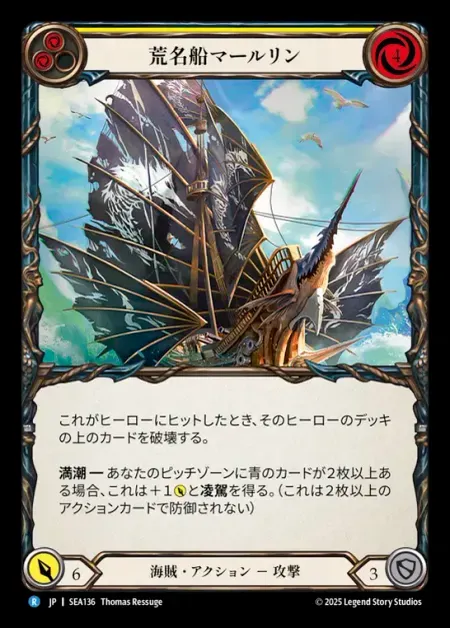 荒名船マールリン
4
これがヒーローにヒットしたとき、そのヒーローのデッキ
の上のカードを破壊する。
満潮 ー あなたのピッチゾーンに青のカードが2枚以上あ
る場合、これは+1と凌駕を得る。(これは2枚以上の
アクションカードで防御されない)
6
海賊・アクション ー 攻撃
3
R JP | SEA136 Thomas Ressuge
© 2025 Legend Story Studios